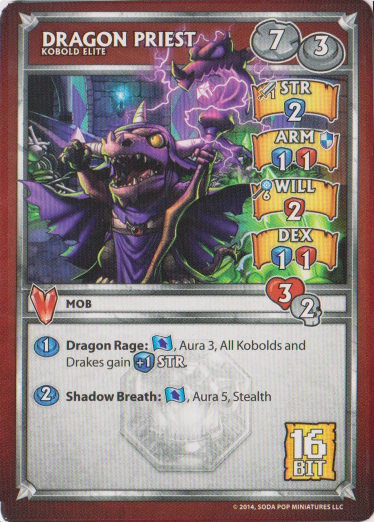 DRAGON PRIEST
KOBOLD ELITE
7 3
STR
1
2
ARM
1 1
WILL
6
2
DEX
1 1
3
2
MOB
1 Dragon Rage: , Aura 3, All Kobolds and
Drakes gain +1 STR.
2 Shadow Breath: , Aura 5, Stealth
16
BIT
© 2014, SODA POP MINIATURES LLC